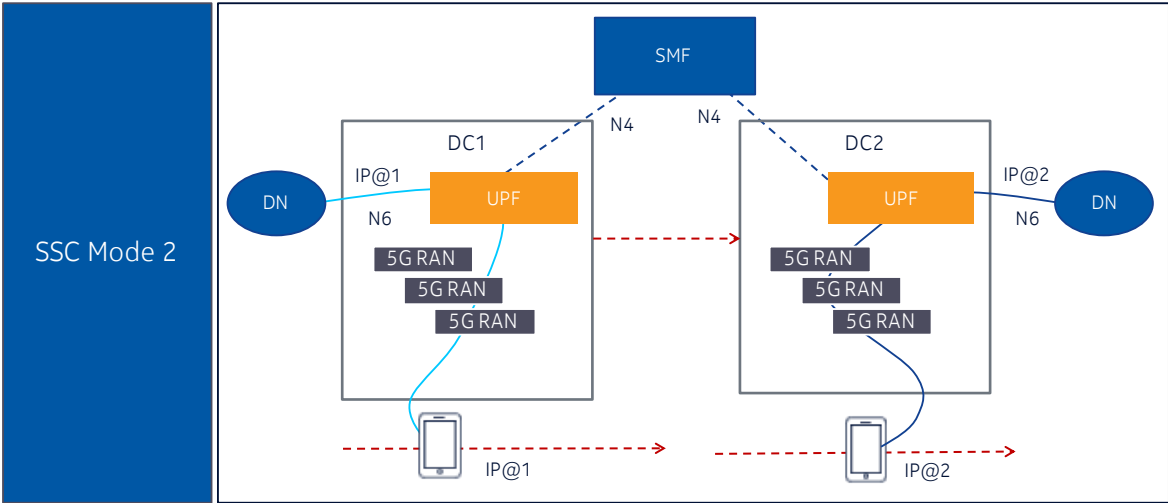 SSC Mode 2
SMF
N4
N4
DC1
DC2
DN
IP@1
N6
UPF
UPF
IP@2
N6
DN
5G RAN
5G RAN
5G RAN
5G RAN
5G RAN
5G RAN
IP@1
IP@2